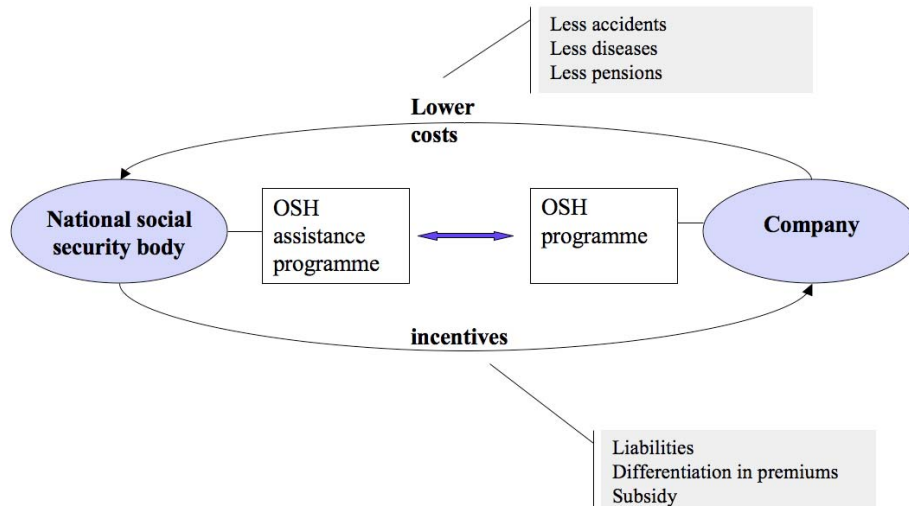 Less accidents
Less diseases
Less pensions
Lower
costs
National social
security body
OSH
assistance
programme
OSH
programme
Company
incentives
Liabilities
Differentiation in premiums
Subsidy